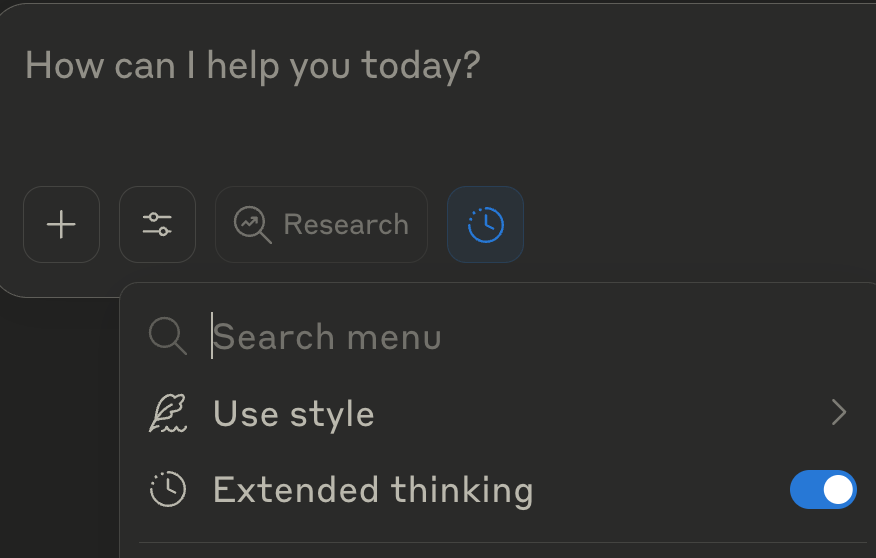 How can I help you today?
Research
Search menu
Use style
Extended thinking